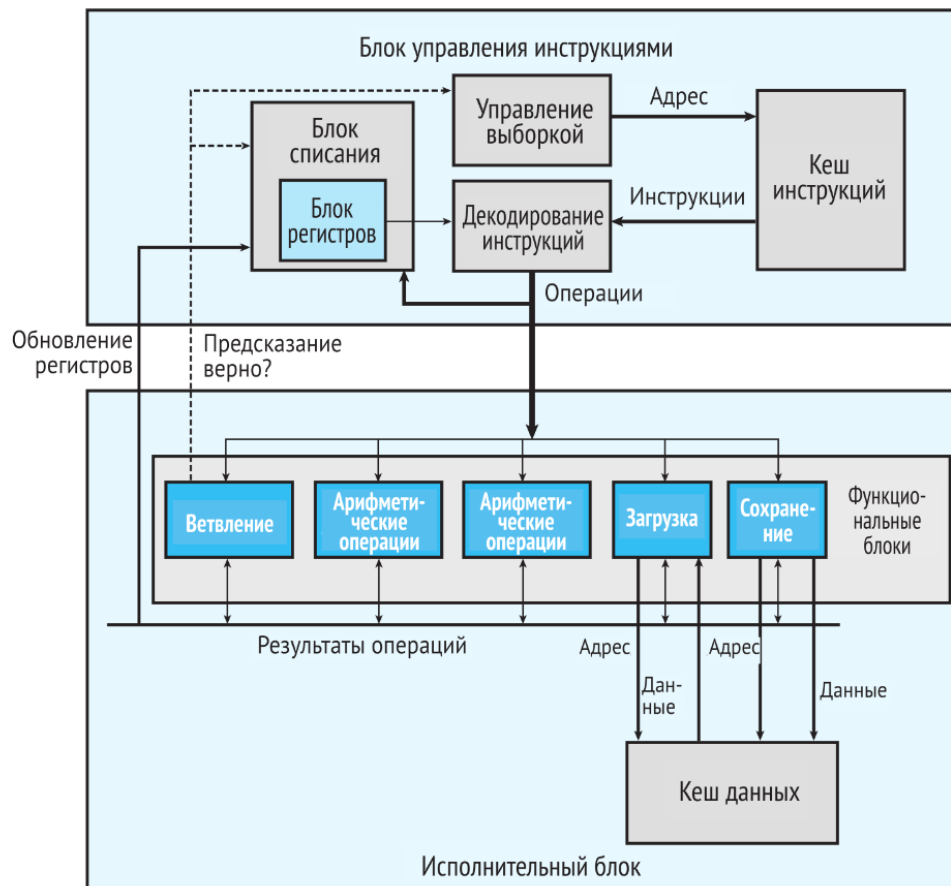 Блок управления инструкциями
Управление
выборкой
Адрес
Кеш
инструкций
Блок
списания
Блок
регистров
Декодирование
инструкций
Инструкции
Операции
Обновление
регистров
Предсказание
верно?
Ветвление
Арифмети-
ческие
операции
Арифмети-
ческие
операции
Загрузка
Сохране-
ние
Функцио-
нальные
блоки
Результаты операций
Адрес
Адрес
Дан-
ные
Данные
Кеш данных
Исполнительный блок